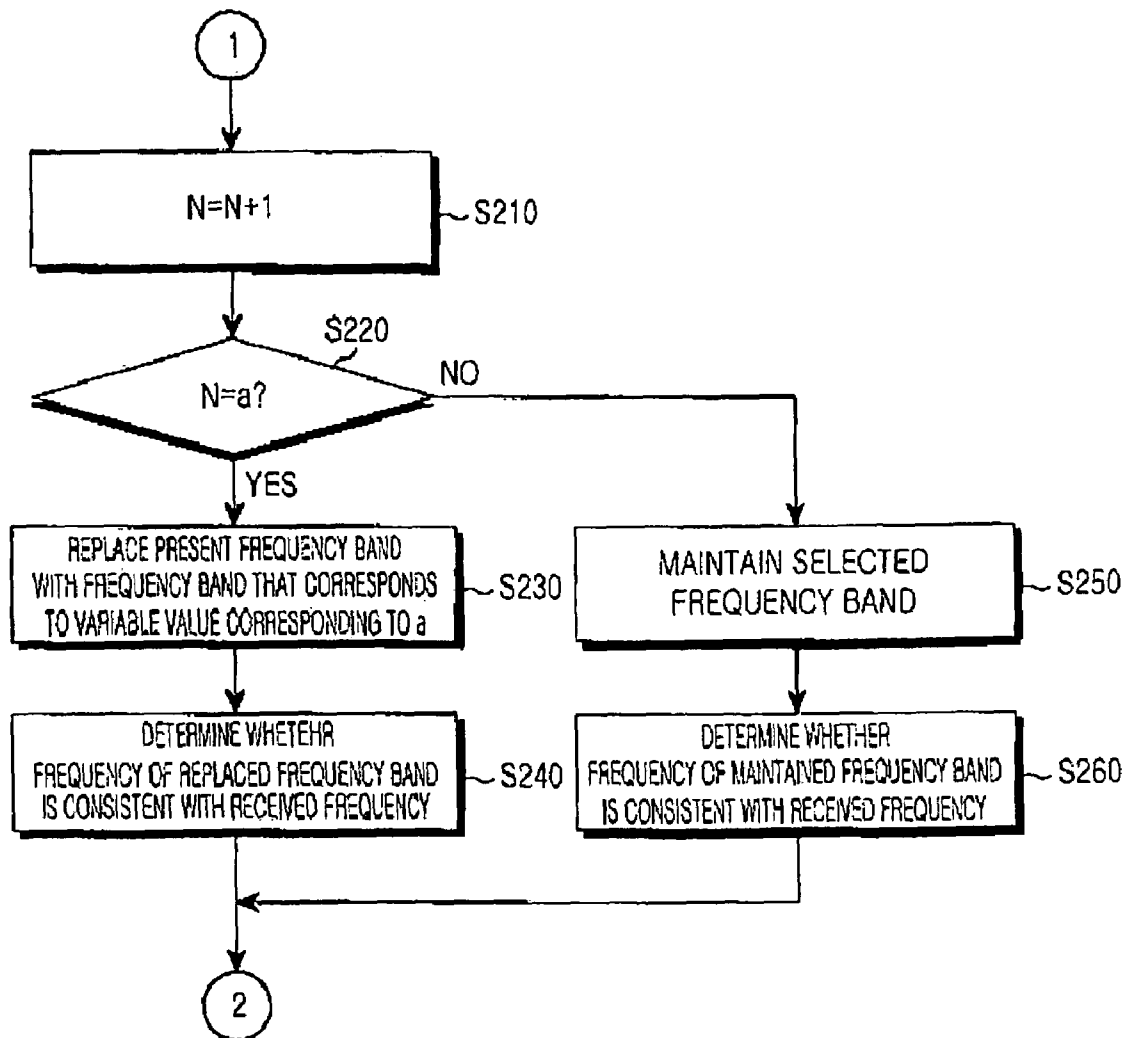 1
N=N+1
S210
S220
N=a?
NO
YES
REPLACE PRESENT FREQUENCY BAND
WITH FREQUENCY BAND THAT CORRESPONDS
TO VARIABLE VALUE CORRESPONDING TO a
S230
MAINTAIN SELECTED
FREQUENCY BAND
S250
DETERMINE WHETEHR
FREQUENCY OF REPLACED FREQUENCY BAND
IS CONSISTENT WITH RECEIVED FREQUENCY
S240
DETERMINE WHETHER
FREQUENCY OF MAINTAINED FREQUENCY BAND
IS CONSISTENT WITH RECEIVED FREQUENCY
S260
2